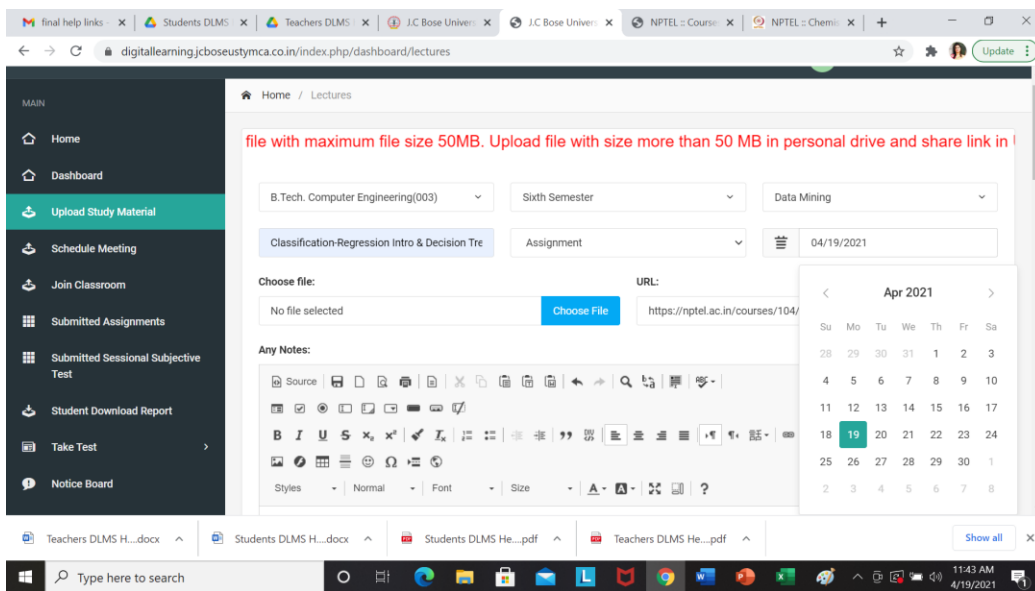 final help links -
Students DLMS
Teachers DLMS
J.C Bose Univers
J.C Bose Univers
NPTEL :: Course
NPTEL :: Chemis
digitallearning.jcboseustymca.co.in/index.php/dashboard/lectures
Update
MAIN
Home / Lectures
Home
file with maximum file size 50MB. Upload file with size more than 50 MB in personal drive and share link in
Dashboard
B.Tech. Computer Engineering(003)
Sixth Semester
Data Mining
Upload Study Material
Schedule Meeting
Classification-Regression Intro & Decision Tre
Assignment
04/19/2021
Join Classroom
Choose file:
URL:
Apr 2021
Submitted Assignments
No file selected
Choose File
https://nptel.ac.in/courses/104/
Su Mo Tu We Th Fr Sa
28 29 30 31 1 2 3
4 5 6 7 8 9 10
11 12 13 14 15 16 17
18 19 20 21 22 23 24
25 26 27 28 29 30 1
2 3 4 5 6 7 8
Submitted Sessional Subjective
Test
Any Notes:
Source
Student Download Report
Take Test
B I U S x₂ x² Tx
Notice Board
Styles Normal Font Size A A ?
Teachers DLMS H....docx
Students DLMS H....docx
Students DLMS He....pdf
Teachers DLMS He....pdf
Show all
Type here to search
11:43 AM
4/19/2021